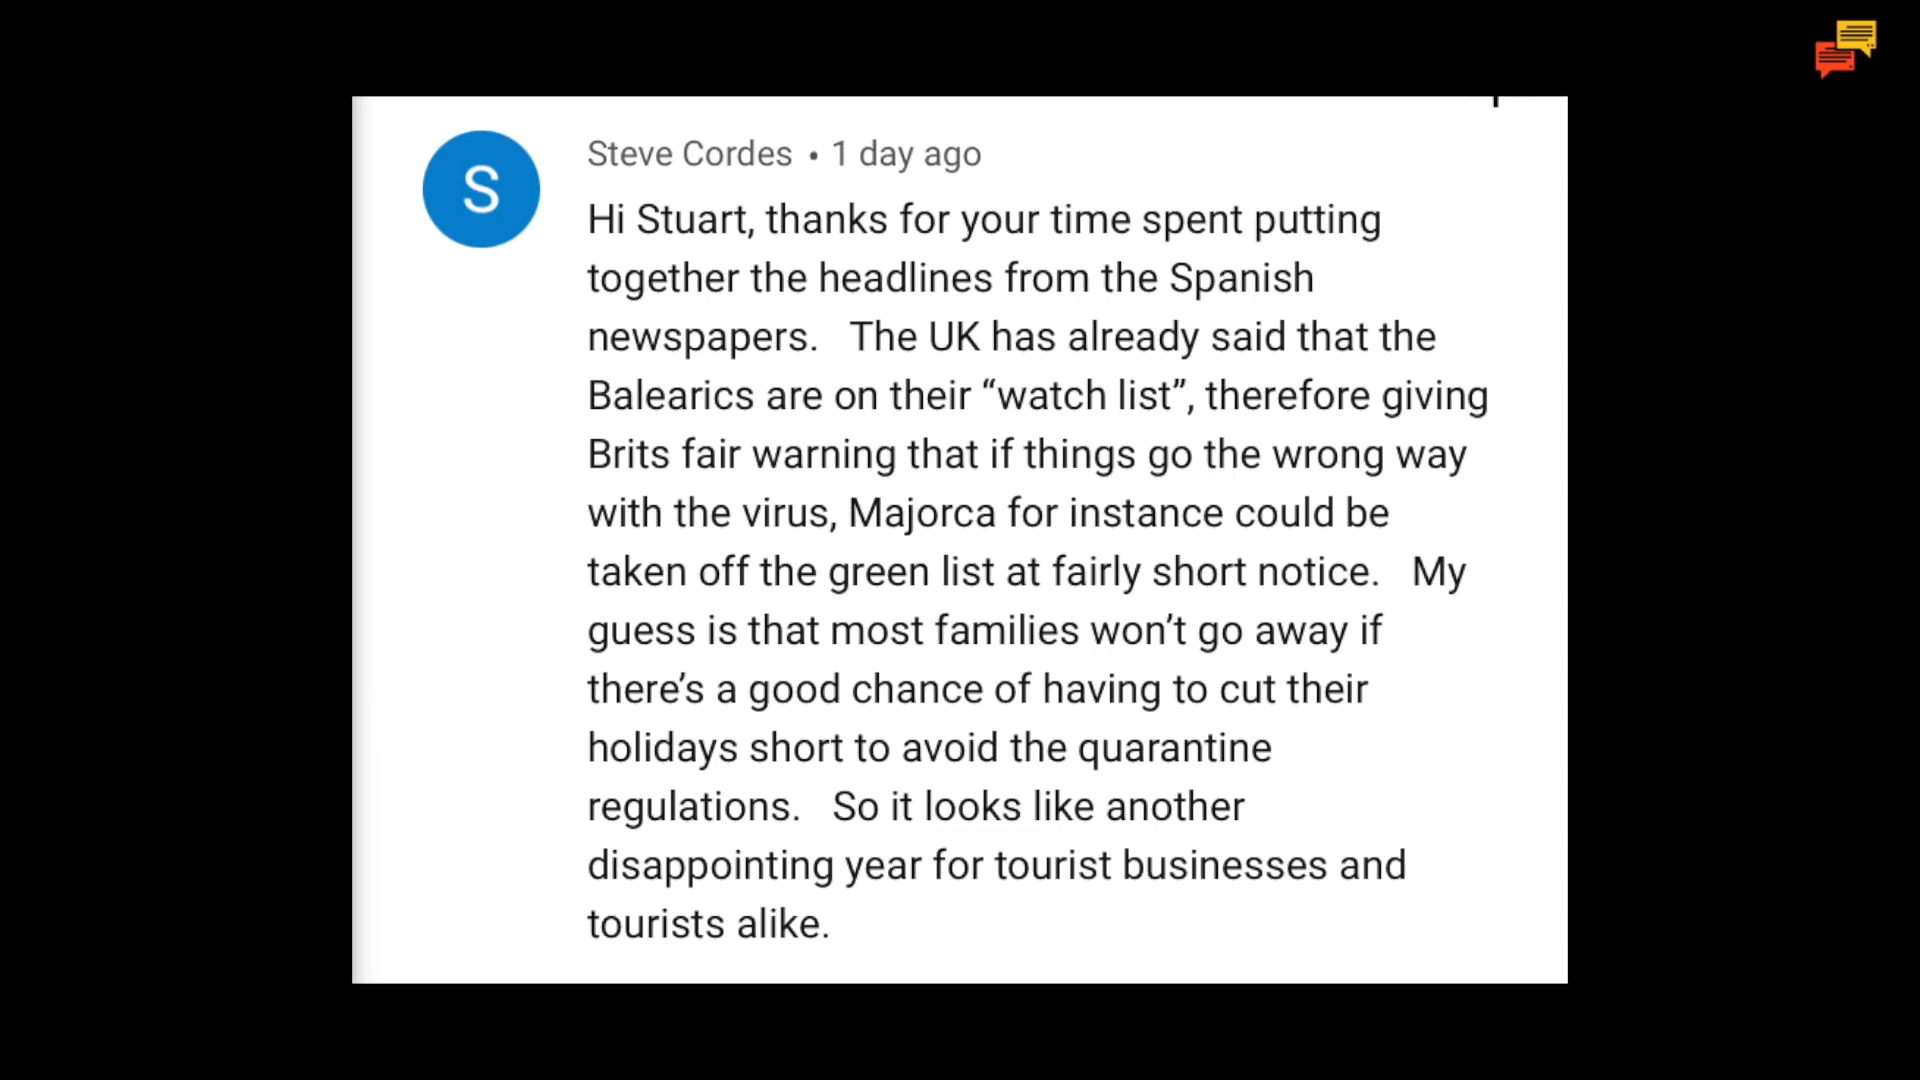 S
Steve Cordes • 1 day ago
Hi Stuart, thanks for your time spent putting
together the headlines from the Spanish
newspapers.   The UK has already said that the
Balearics are on their “watch list”, therefore giving
Brits fair warning that if things go the wrong way
with the virus, Majorca for instance could be
taken off the green list at fairly short notice.   My
guess is that most families won’t go away if
there’s a good chance of having to cut their
holidays short to avoid the quarantine
regulations.   So it looks like another
disappointing year for tourist businesses and
tourists alike.